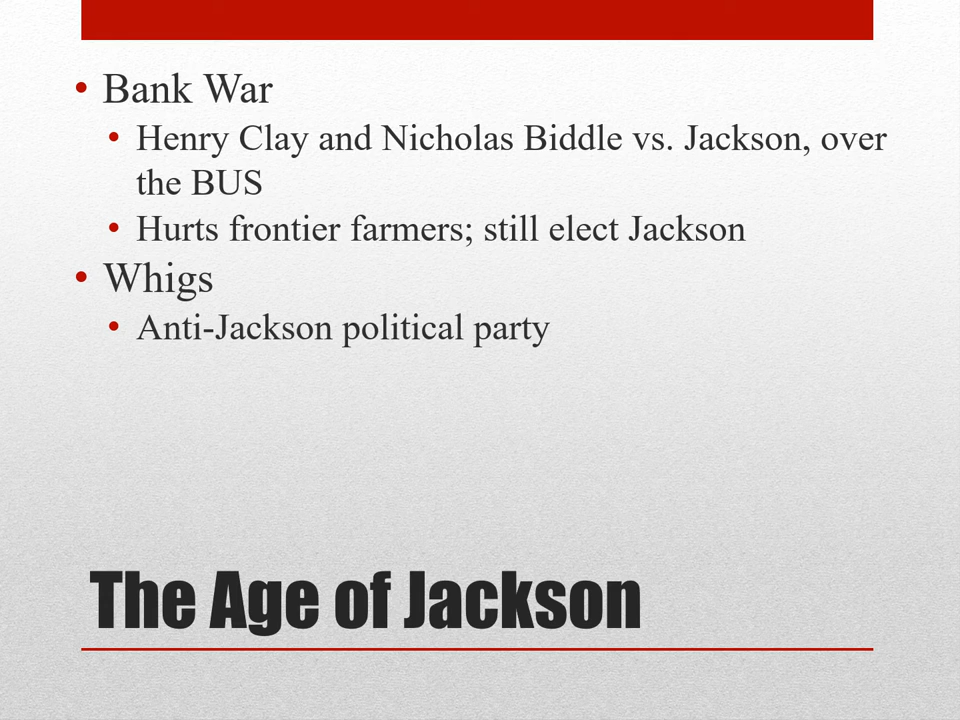 • Bank War
• Henry Clay and Nicholas Biddle vs. Jackson, over
the BUS
• Hurts frontier farmers; still elect Jackson
• Whigs
• Anti-Jackson political party
The Age of Jackson